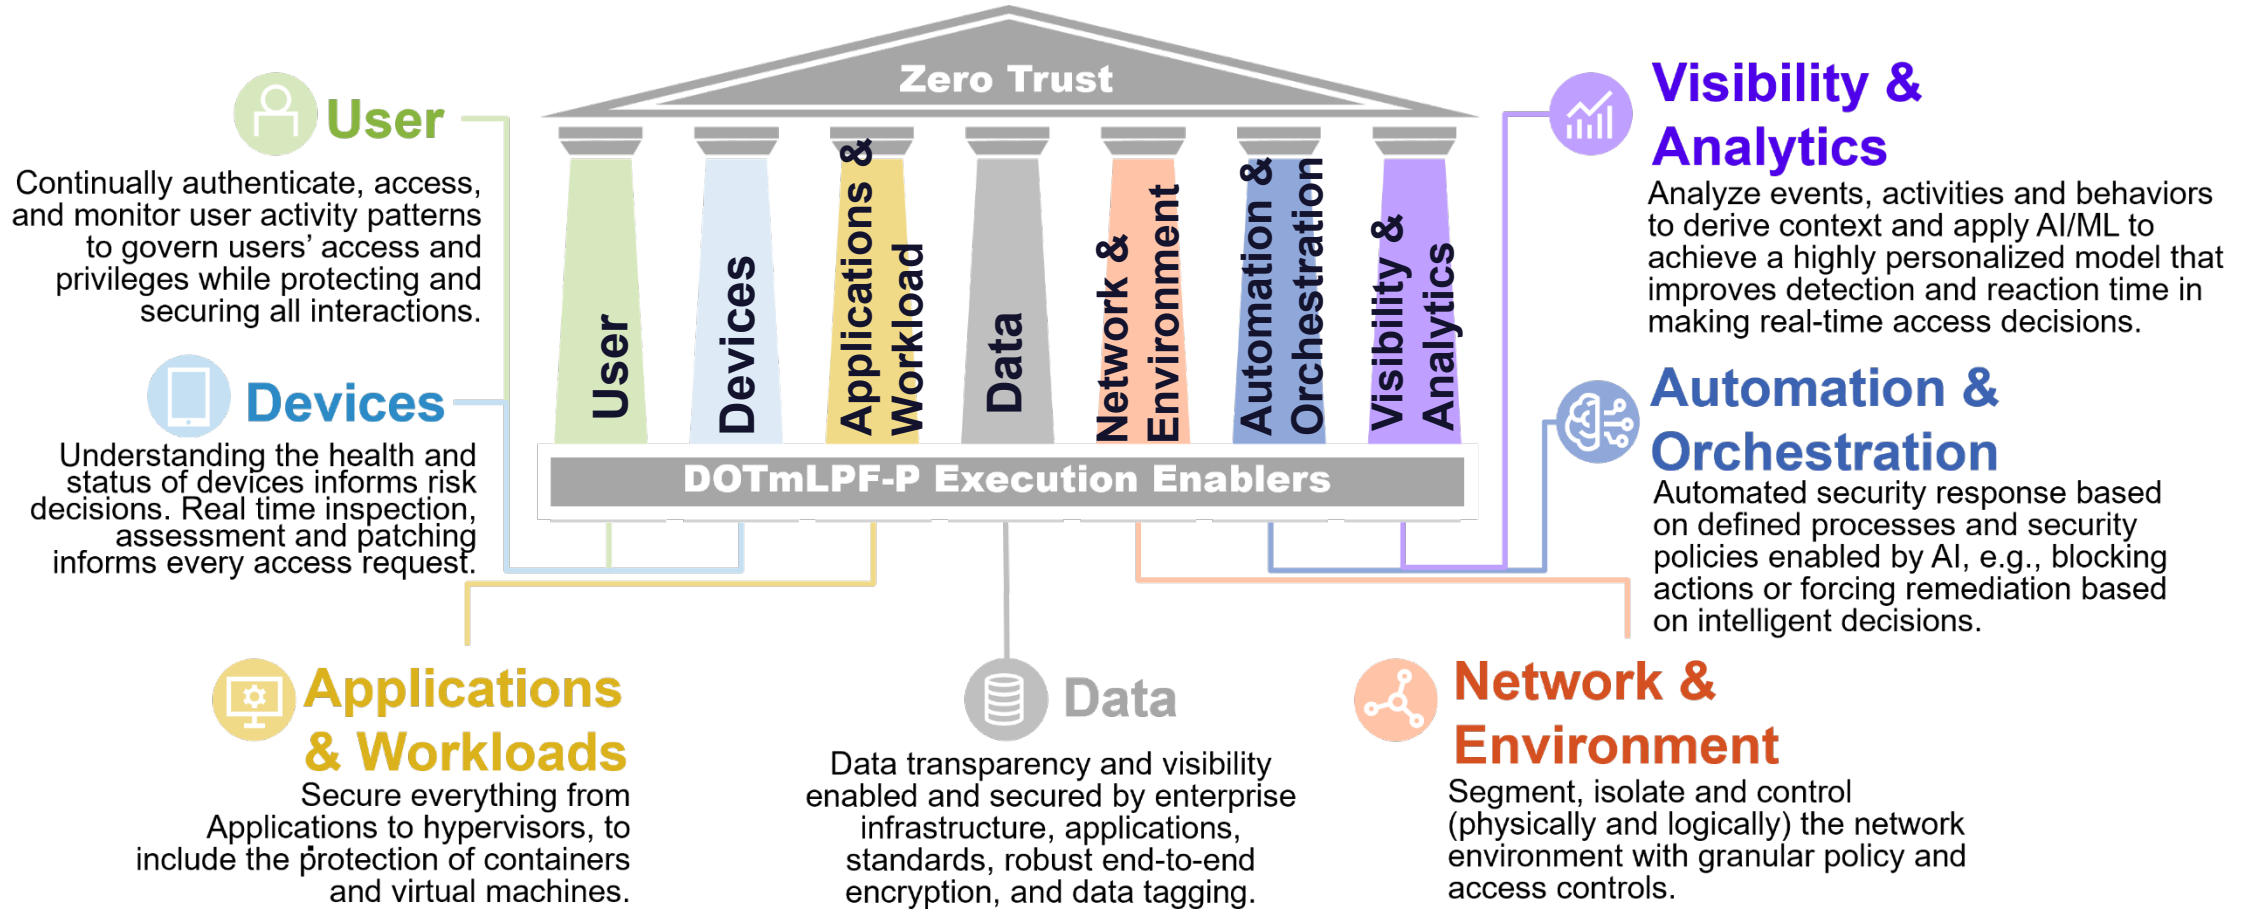 Zero Trust
User
Continually authenticate, access,
and monitor user activity patterns
to govern users’ access and
privileges while protecting and
securing all interactions.
Devices
Understanding the health and
status of devices informs risk
decisions. Real time inspection,
assessment and patching
informs every access request.
User
Devices
Applications &
Workload
Data
Network &
Environment
Automation &
Orchestration
Visibility &
Analytics
DOTmLPF-P Execution Enablers
Visibility &
Analytics
Analyze events, activities and behaviors
to derive context and apply AI/ML to
achieve a highly personalized model that
improves detection and reaction time in
making real-time access decisions.
Automation &
Orchestration
Automated security response based
on defined processes and security
policies enabled by AI, e.g., blocking
actions or forcing remediation based
on intelligent decisions.
Applications
& Workloads
Secure everything from
Applications to hypervisors, to
include the protection of containers
and virtual machines.
Data
Data transparency and visibility
enabled and secured by enterprise
infrastructure, applications,
standards, robust end-to-end
encryption, and data tagging.
Network &
Environment
Segment, isolate and control
(physically and logically) the network
environment with granular policy and
access controls.